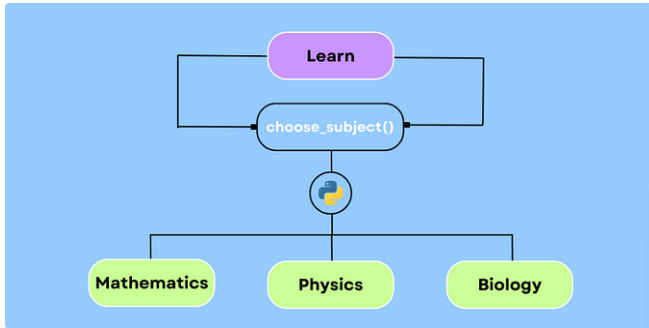 Learn
choose_subject()
Mathematics
Physics
Biology